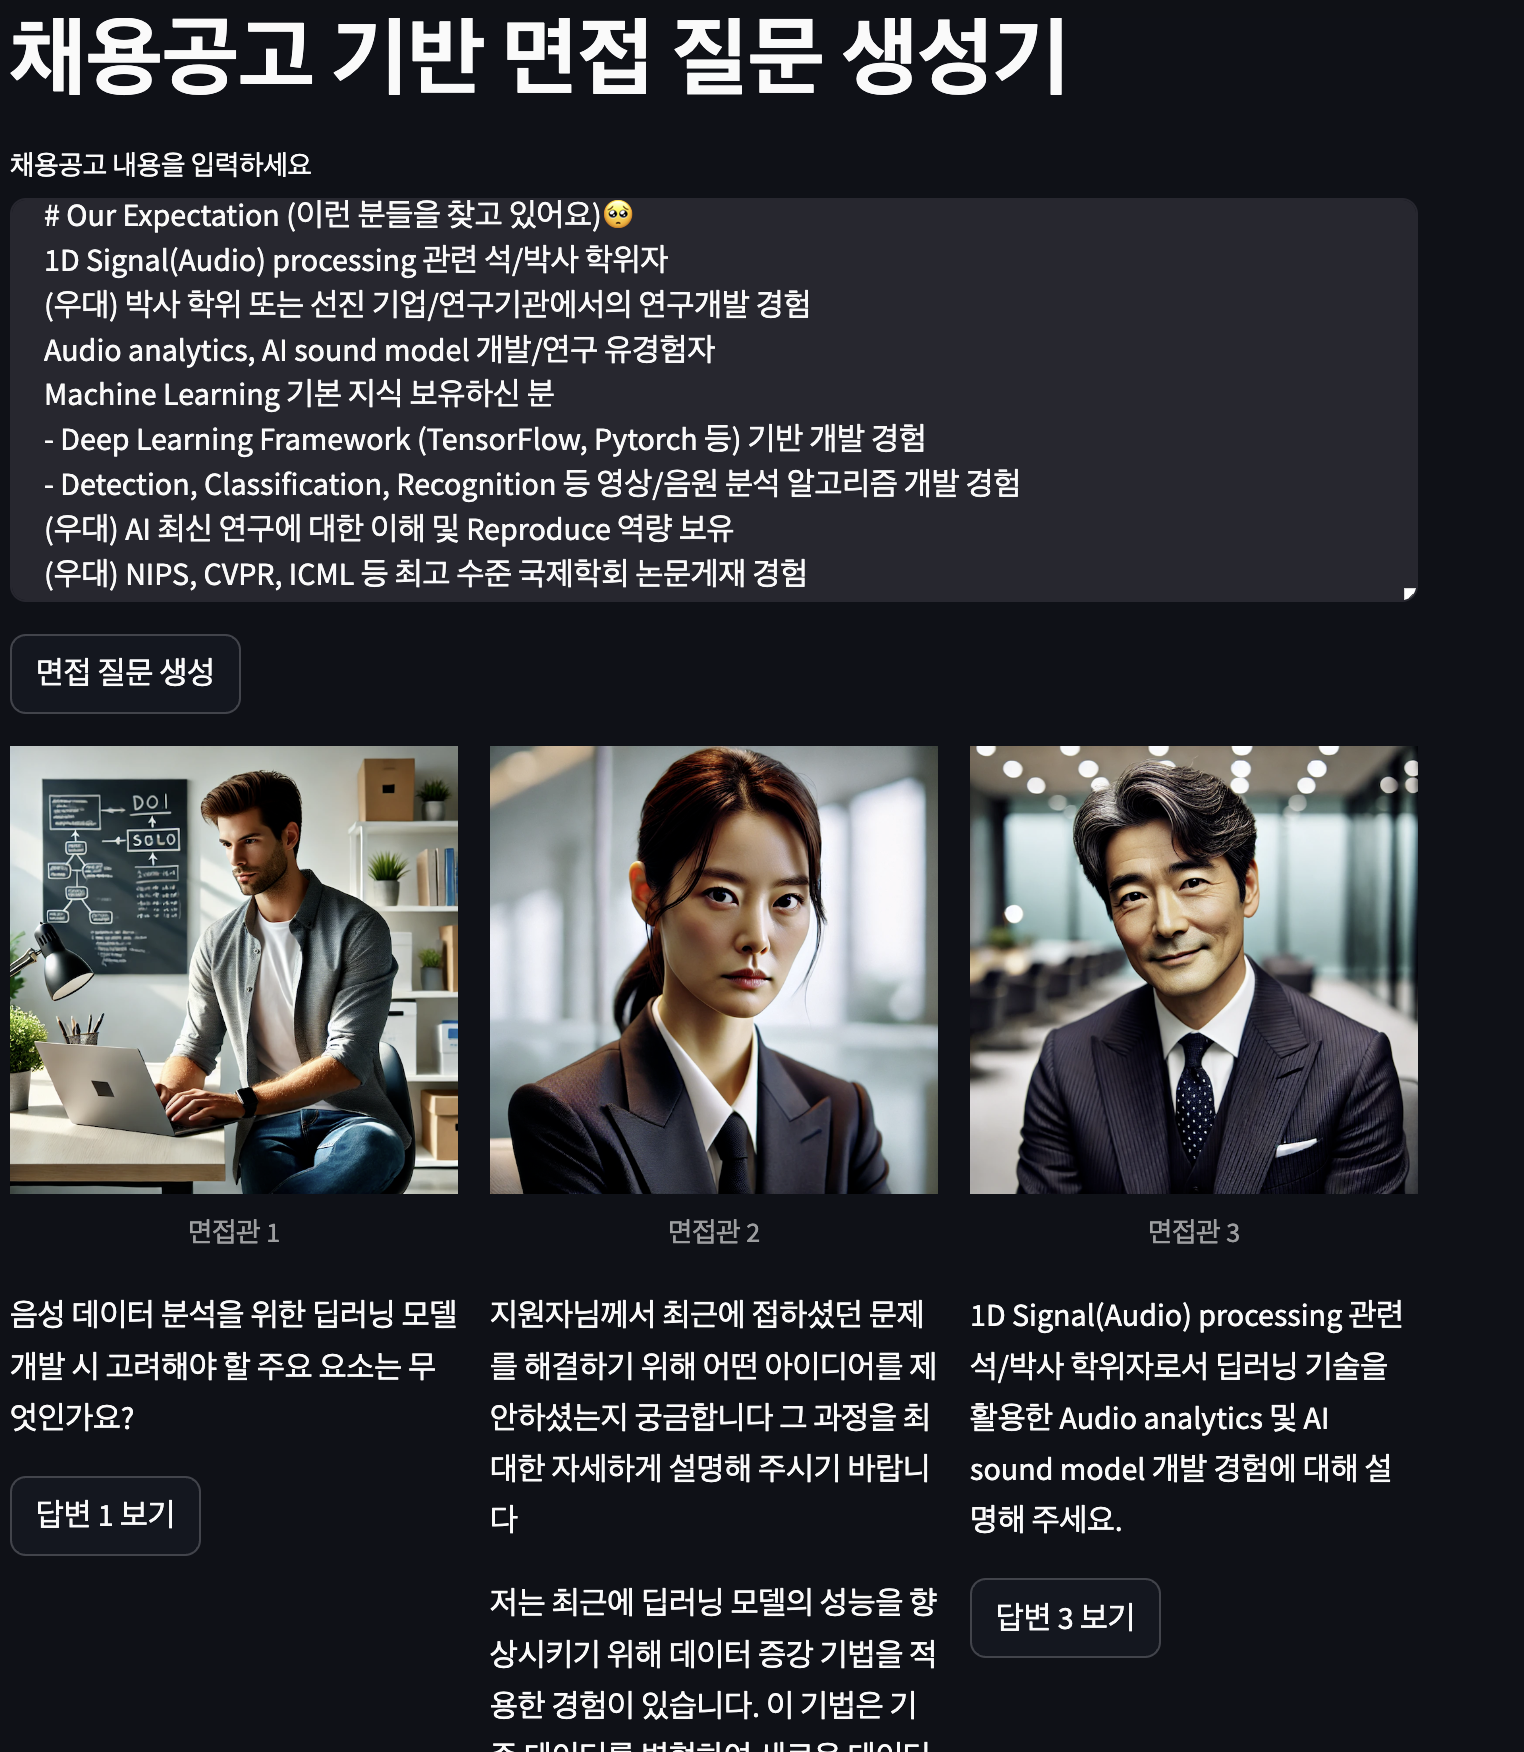 채용공고 기반 면접 질문 생성기
채용공고 내용을 입력하세요
# Our Expectation (이런 분들을 찾고 있어요)🥺
1D Signal(Audio) processing 관련 석/박사 학위자
(우대) 박사 학위 또는 선진 기업/연구기관에서의 연구개발 경험
Audio analytics, AI sound model 개발/연구 유경험자
Machine Learning 기본 지식 보유하신 분
- Deep Learning Framework (TensorFlow, Pytorch 등) 기반 개발 경험
- Detection, Classification, Recognition 등 영상/음원 분석 알고리즘 개발 경험
(우대) AI 최신 연구에 대한 이해 및 Reproduce 역량 보유
(우대) NIPS, CVPR, ICML 등 최고 수준 국제학회 논문게재 경험
면접 질문 생성
DOI
SOLO
면접관 1
음성 데이터 분석을 위한 딥러닝 모델
개발 시 고려해야 할 주요 요소는 무
엇인가요?
답변 1 보기
면접관 2
지원자님께서 최근에 접하셨던 문제
를 해결하기 위해 어떤 아이디어를 제
안하셨는지 궁금합니다 그 과정을 최
대한 자세하게 설명해 주시기 바랍니
다
저는 최근에 딥러닝 모델의 성능을 향
상시키기 위해 데이터 증강 기법을 적
용한 경험이 있습니다. 이 기법은 기
면접관 3
1D Signal(Audio) processing 관련
석/박사 학위자로서 딥러닝 기술을
활용한 Audio analytics 및 AI
sound model 개발 경험에 대해 설
명해 주세요.
답변 3 보기